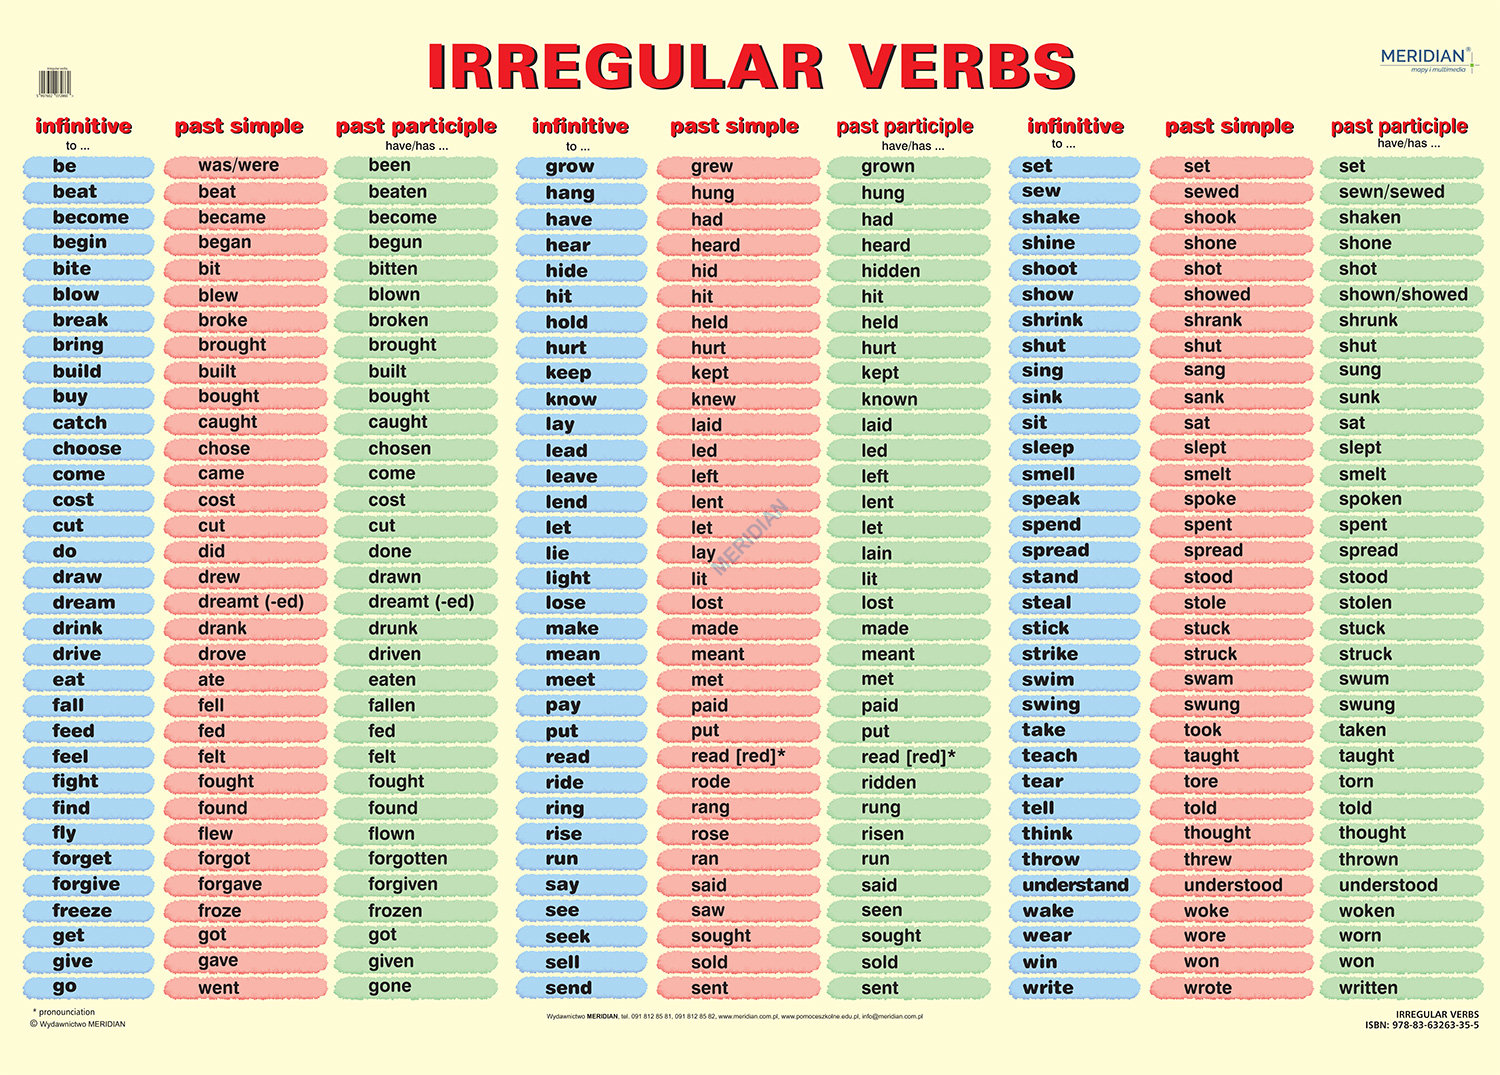 IRREGULAR VERBS
MERIDIAN®
mapy i multimedia
infinitive past simple past participle infinitive past simple past participle infinitive past simple past participle
to ... have/has ... to ... have/has ... to ... have/has ...
be was/were been grow grew grown set set set
beat beat beaten hang hung hung sew sewed sewn/sewed
become became become have had had shake shook shaken
begin began begun hear heard heard shine shone shone
bite bit bitten hide hid hidden shoot shot shot
blow blew blown hit hit hit show showed shown/showed
break broke broken hold held held shrink shrank shrunk
bring brought brought hurt hurt hurt shut shut shut
build built built keep kept kept sing sang sung
buy bought bought know knew known sink sank sunk
catch caught caught lay laid laid sit sat sat
choose chose chosen lead led led sleep slept slept
come came come leave left left smell smelt smelt
cost cost cost lend lent lent speak spoke spoken
cut cut cut let let let spend spent spent
do did done lie lay lain spread spread spread
draw drew drawn light lit lit stand stood stood
dream dreamt (-ed) dreamt (-ed) lose lost lost steal stole stolen
drink drank drunk make made made stick stuck stuck
drive drove driven mean meant meant strike struck struck
eat ate eaten meet met met swim swam swum
fall fell fallen pay paid paid swing swung swung
feed fed fed put put put take took taken
feel felt felt read read [red]* read [red]* teach taught taught
fight fought fought ride rode ridden tear tore torn
find found found ring rang rung tell told told
fly flew flown rise rose risen think thought thought
forget forgot forgotten run ran run throw threw thrown
forgive forgave forgiven say said said understand understood understood
freeze froze frozen see saw seen wake woke woken
get got got seek sought sought wear wore worn
give gave given sell sold sold win won won
go went gone send sent sent write wrote written
MERIDIAN
* pronounciation
© Wydawnictwo MERIDIAN
Wydawnictwo MERIDIAN, tel. 091 812 85 81, 091 812 85 82, www.meridian.com.pl, www.pomoceszkolne.edu.pl, info@meridian.com.pl
IRREGULAR VERBS
ISBN: 978-83-63263-35-5